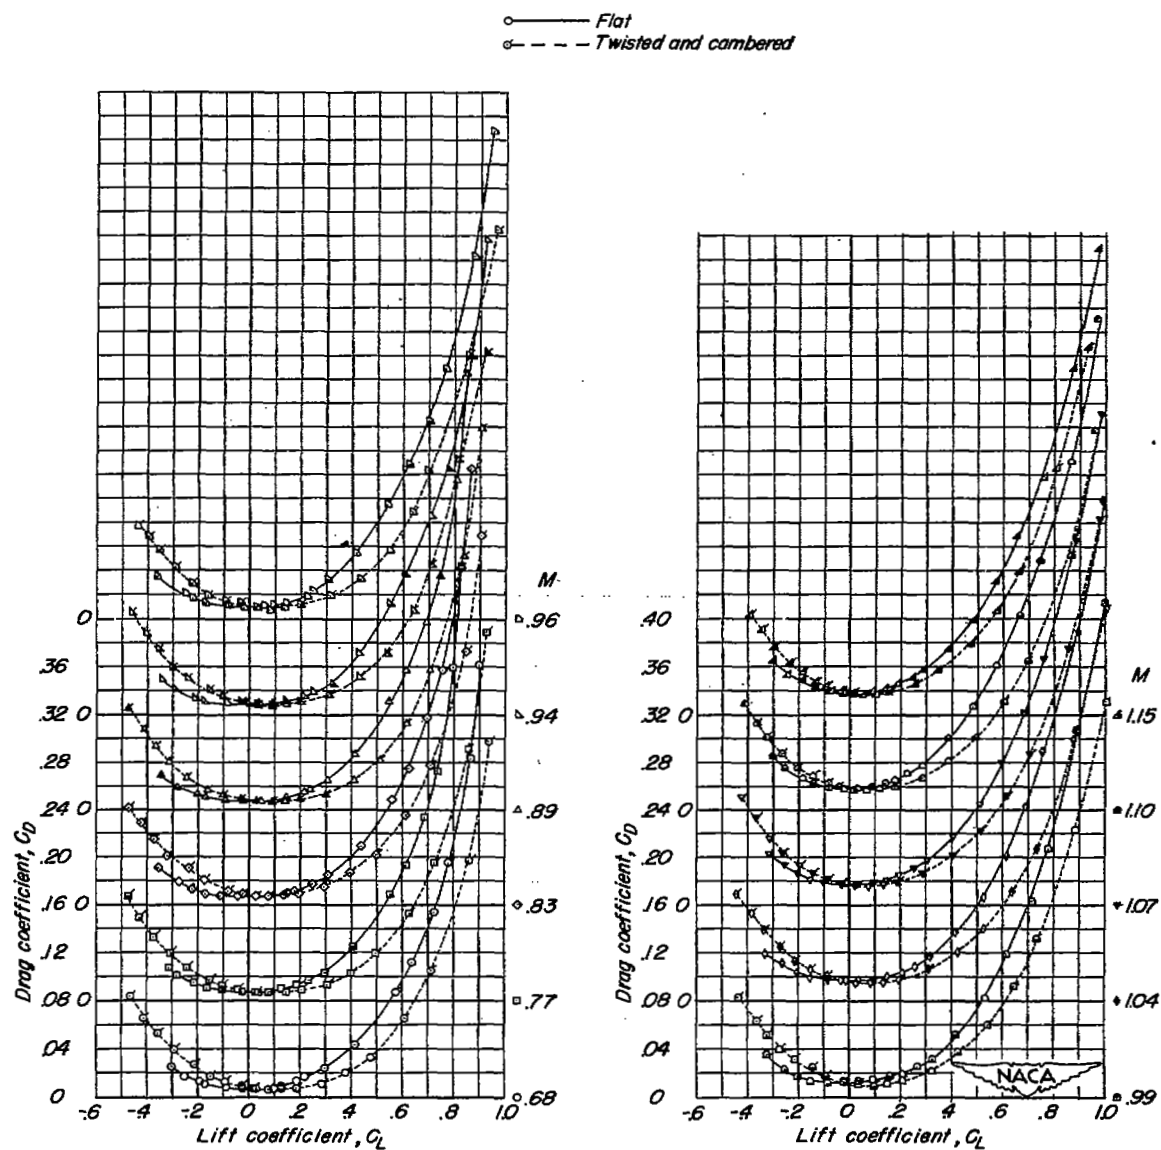 Flat
Twisted and cambered
M
0 .96
.36
.32 0 .94
.28
.24 0 .89
.20
.16 0 .83
.12
.08 0 .77
.04
0 .68
-.6 -.4 -.2 0 .2 .4 .6 .8 1.0
Drag coefficient, CD
Lift coefficient, CL
.40
.36
M
.32 0 1.15
.28
.24 0 1.10
.20
.16 0 1.07
.12
.08 0 1.04
.04
NACA
0 .99
-.6 -.4 -.2 0 .2 .4 .6 .8 1.0
Drag coefficient, CD
Lift coefficient, CL